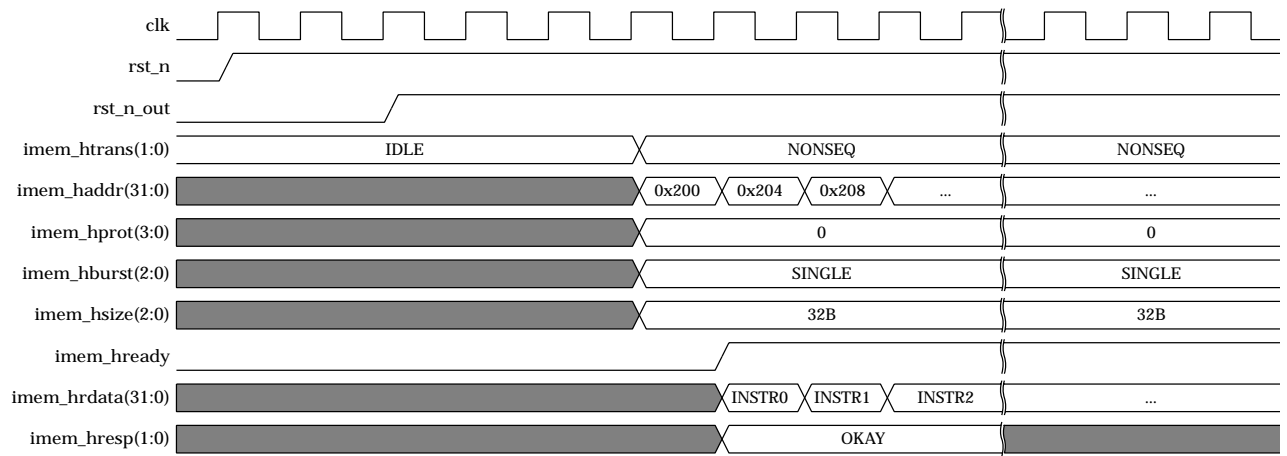 clk
rst_n
rst_n_out
imem_htrans(1:0) IDLE NONSEQ NONSEQ
imem_haddr(31:0) 0x200 0x204 0x208 ... ...
imem_hprot(3:0) 0 0
imem_hburst(2:0) SINGLE SINGLE
imem_hsize(2:0) 32B 32B
imem_hready
imem_hrdata(31:0) INSTR0 INSTR1 INSTR2 ...
imem_hresp(1:0) OKAY